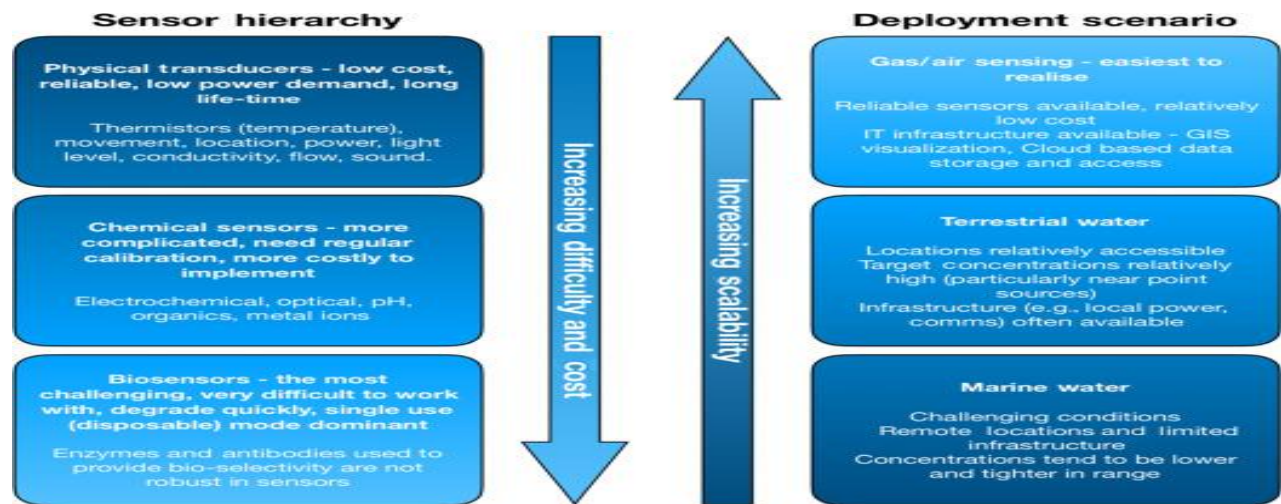 Sensor hierarchy
Physical transducers - low cost,
reliable, low power demand, long
life-time
Thermistors (temperature),
movement, location, power, light
level, conductivity, flow, sound.
Chemical sensors - more
complicated, need regular
calibration, more costly to
implement
Electrochemical, optical, pH,
organics, metal ions
Biosensors - the most
challenging, very difficult to work
with, degrade quickly, single use
(disposable) mode dominant
Enzymes and antibodies used to
provide bio-selectivity are not
robust in sensors
Increasing difficulty and cost
Increasing scalability
Deployment scenario
Gas/air sensing - easiest to
realise
Reliable sensors available, relatively
low cost
IT infrastructure available - GIS
visualization, Cloud based data
storage and access
Terrestrial water
Locations relatively accessible
Target concentrations relatively
high (particularly near point
sources)
Infrastructure (e.g., local power,
comms) often available
Marine water
Challenging conditions
Remote locations and limited
infrastructure
Concentrations tend to be lower
and tighter in range